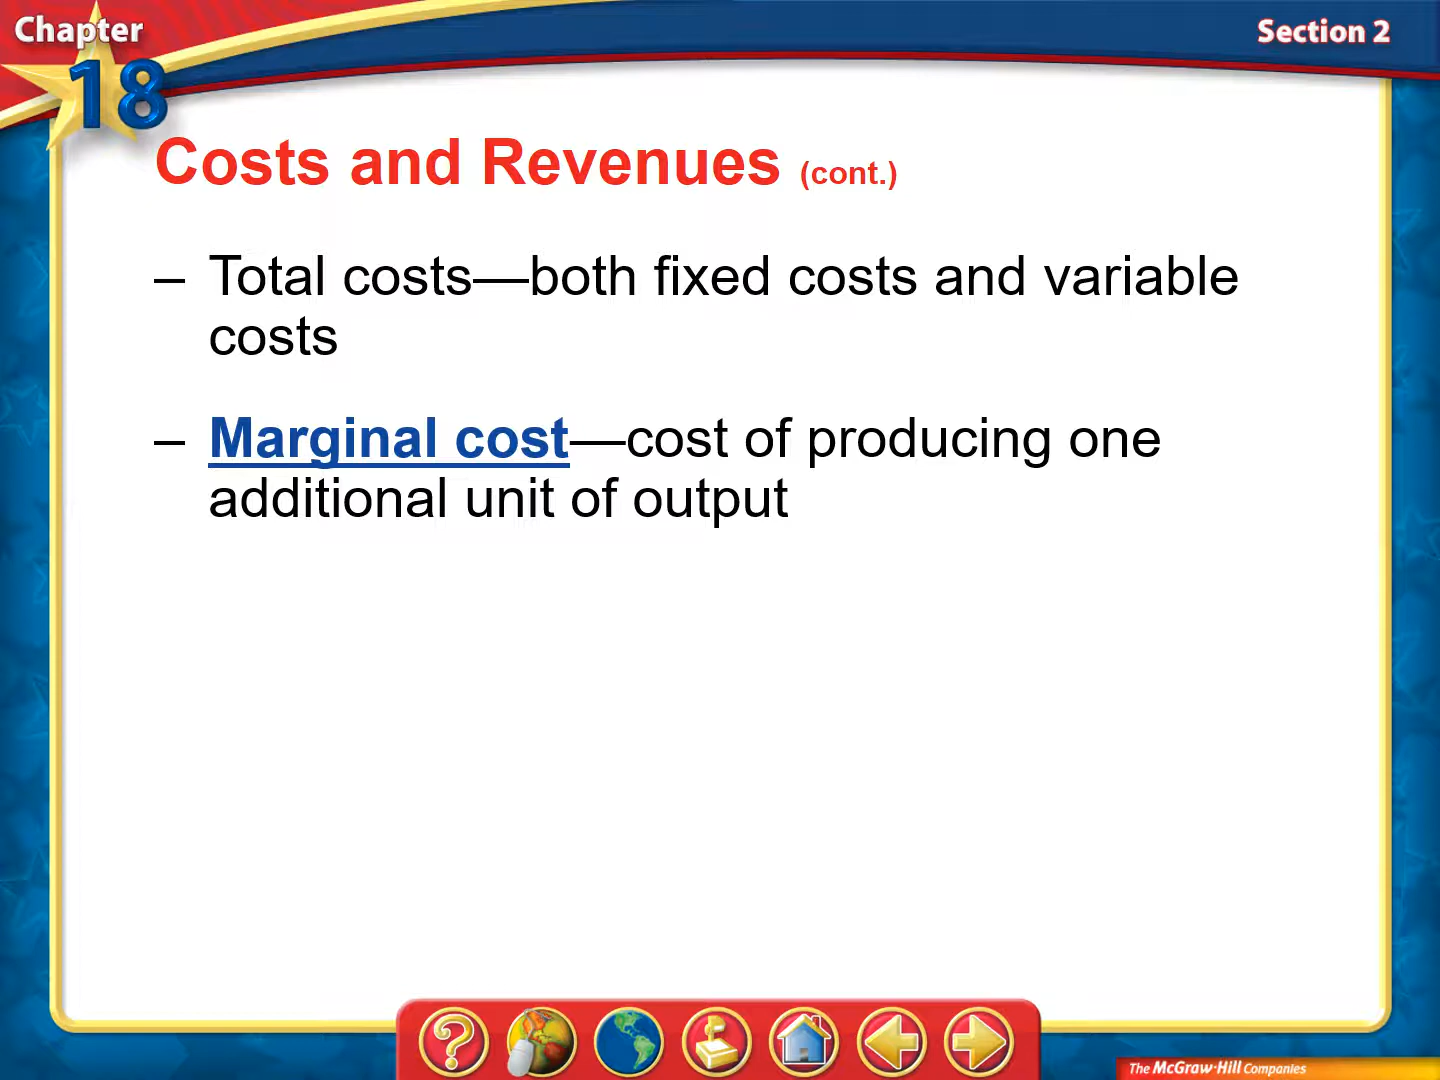 Chapter
18
Section 2
Costs and Revenues (cont.)
– Total costs—both fixed costs and variable
costs
– Marginal cost—cost of producing one
additional unit of output
?
The McGraw·Hill Companies